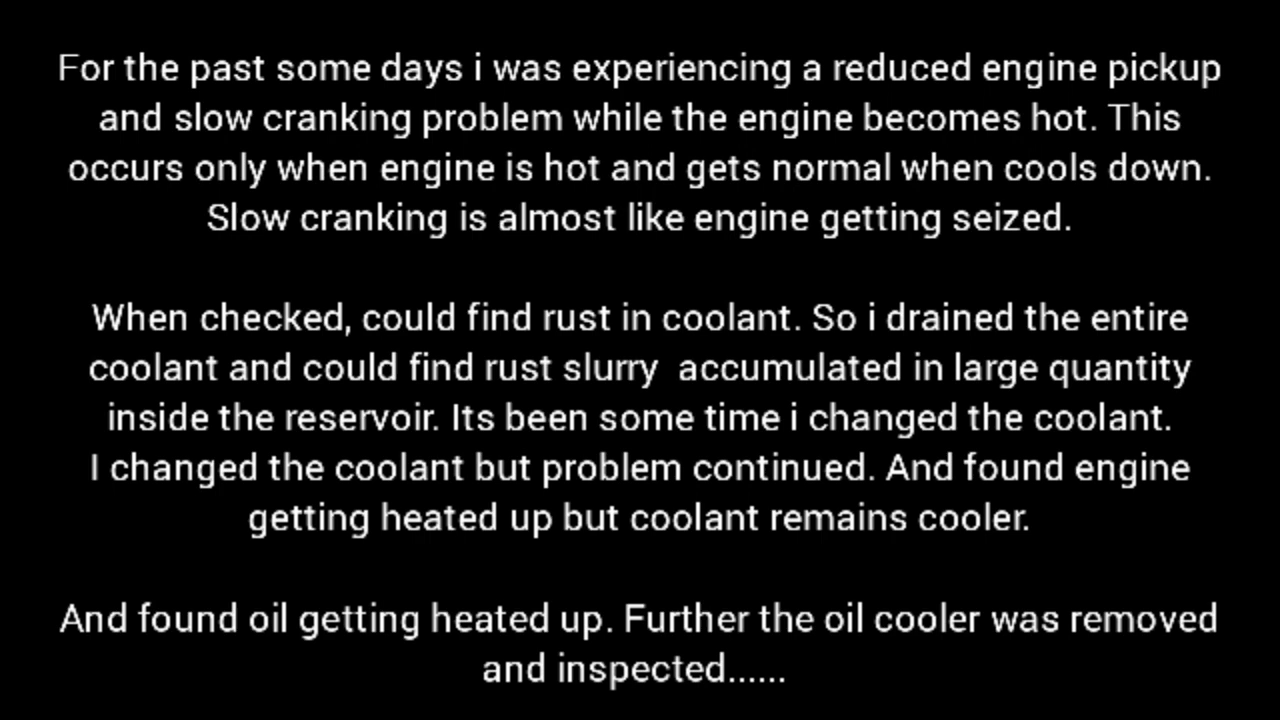 For the past some days i was experiencing a reduced engine pickup
and slow cranking problem while the engine becomes hot. This
occurs only when engine is hot and gets normal when cools down.
Slow cranking is almost like engine getting seized.
When checked, could find rust in coolant. So i drained the entire
coolant and could find rust slurry  accumulated in large quantity
inside the reservoir. Its been some time i changed the coolant.
I changed the coolant but problem continued. And found engine
getting heated up but coolant remains cooler.
And found oil getting heated up. Further the oil cooler was removed
and inspected......